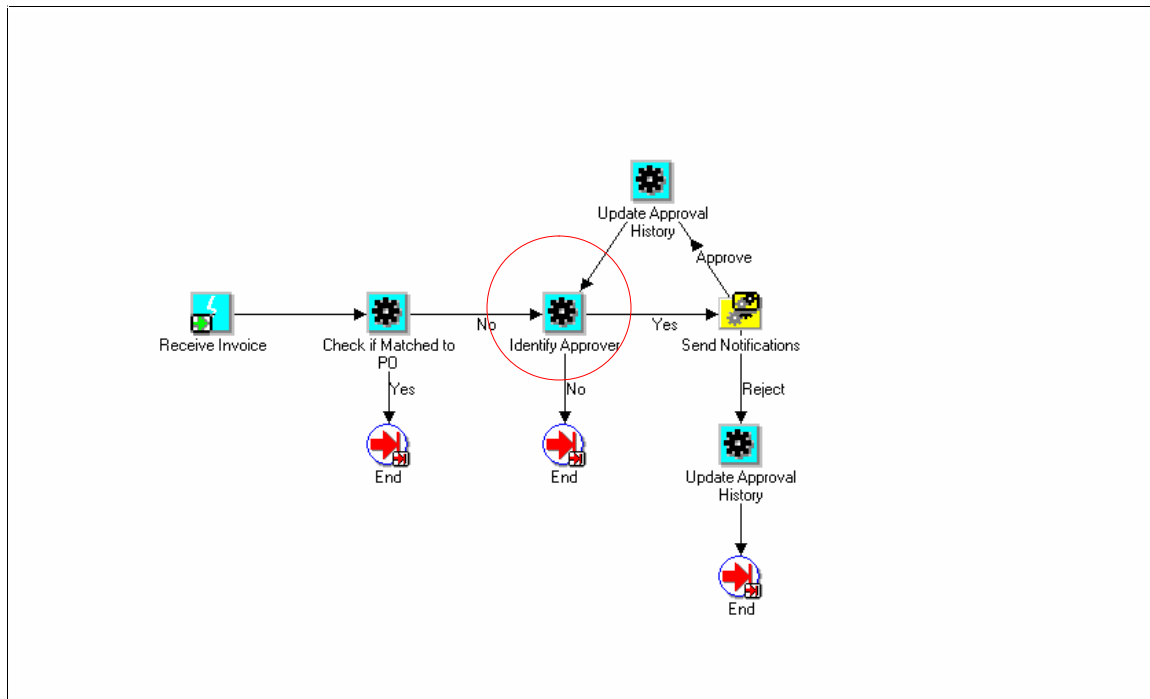 Update Approval
History
Approve
Receive Invoice
Check if Matched to
PO
No
Identify Approver
Yes
Send Notifications
Yes
No
Reject
End
End
Update Approval
History
End